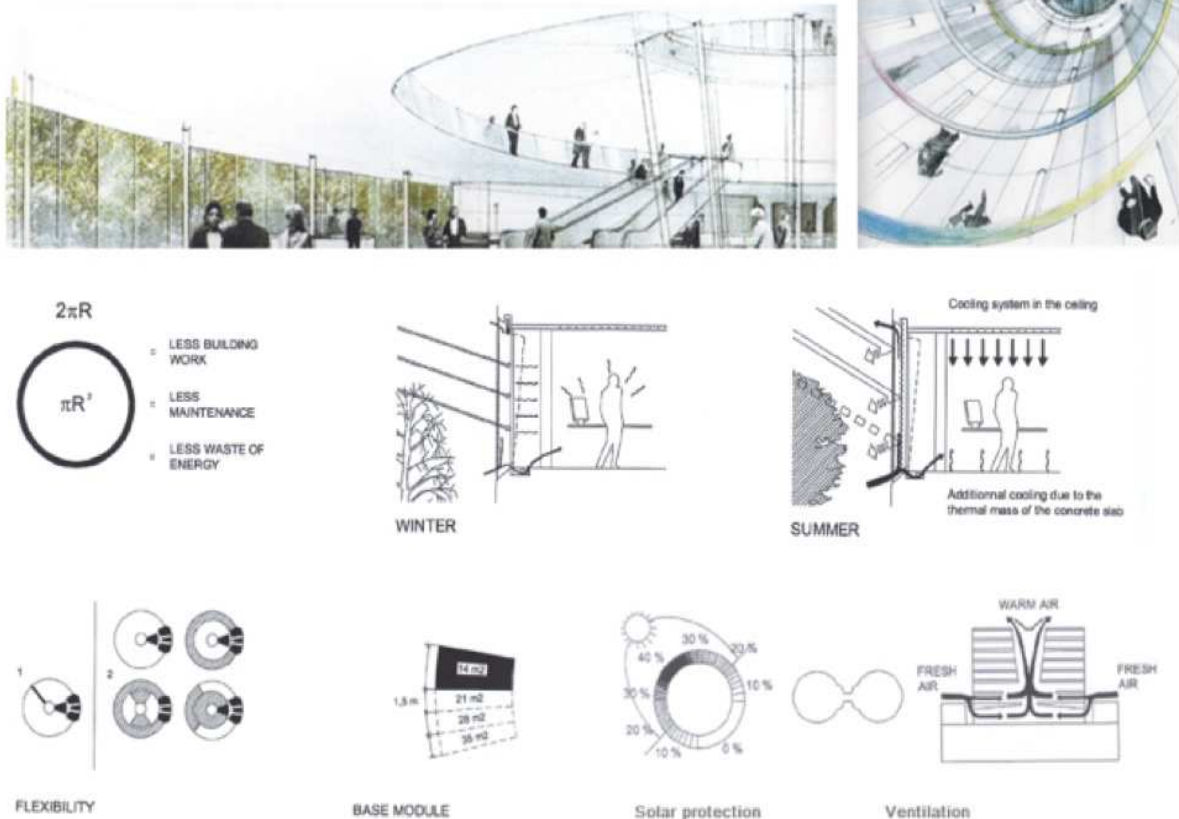 2πR
πR²
= LESS BUILDING
WORK
= LESS
MAINTENANCE
= LESS WASTE OF
ENERGY
WINTER
Cooling system in the ceiling
Additionnal cooling due to the
thermal mass of the concrete slab
SUMMER
1
2
FLEXIBILITY
14 m2
21 m2
28 m2
35 m2
1,5 m
BASE MODULE
30 %
20 %
40 %
10 %
30 %
20 %
10 %
0 %
Solar protection
WARM AIR
FRESH
AIR
FRESH
AIR
Ventilation